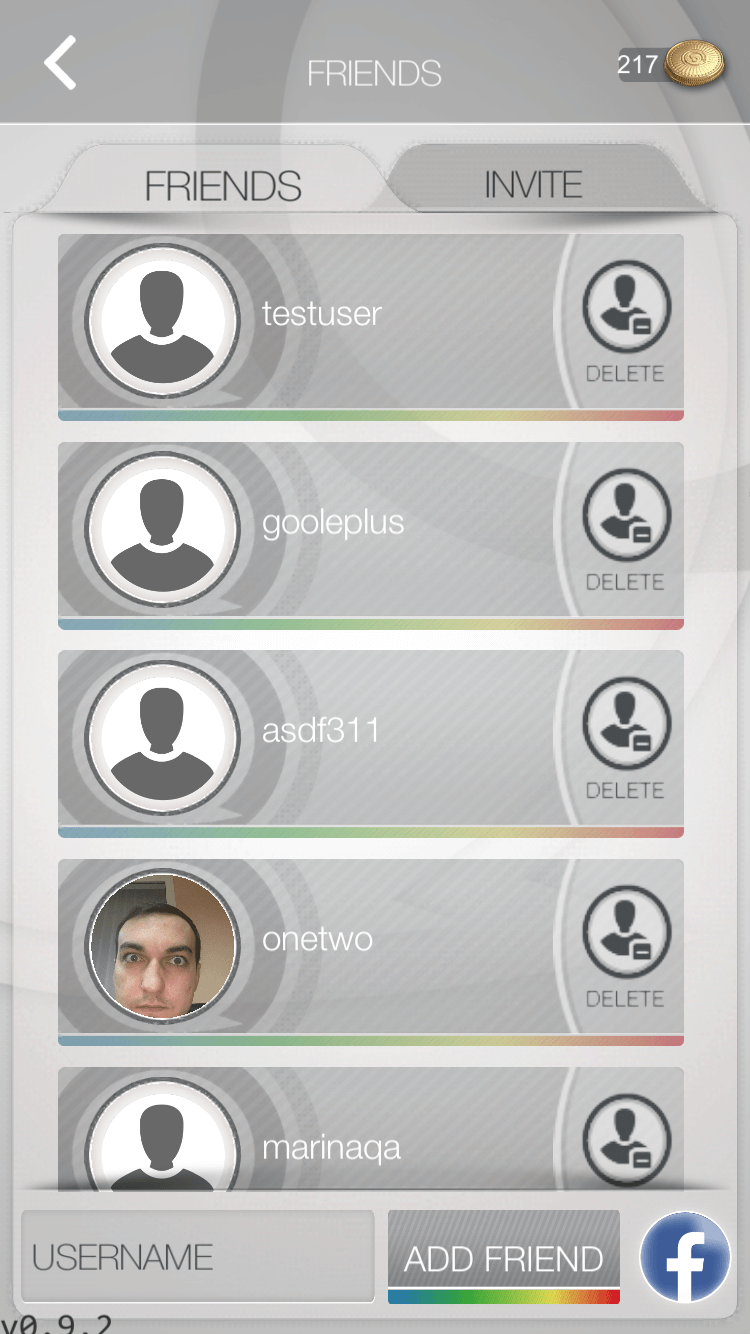 FRIENDS
217
FRIENDS
INVITE
testuser
DELETE
gooleplus
DELETE
asdf311
DELETE
onetwo
DELETE
marinaqa
USERNAME
ADD FRIEND
f
v0.9.2